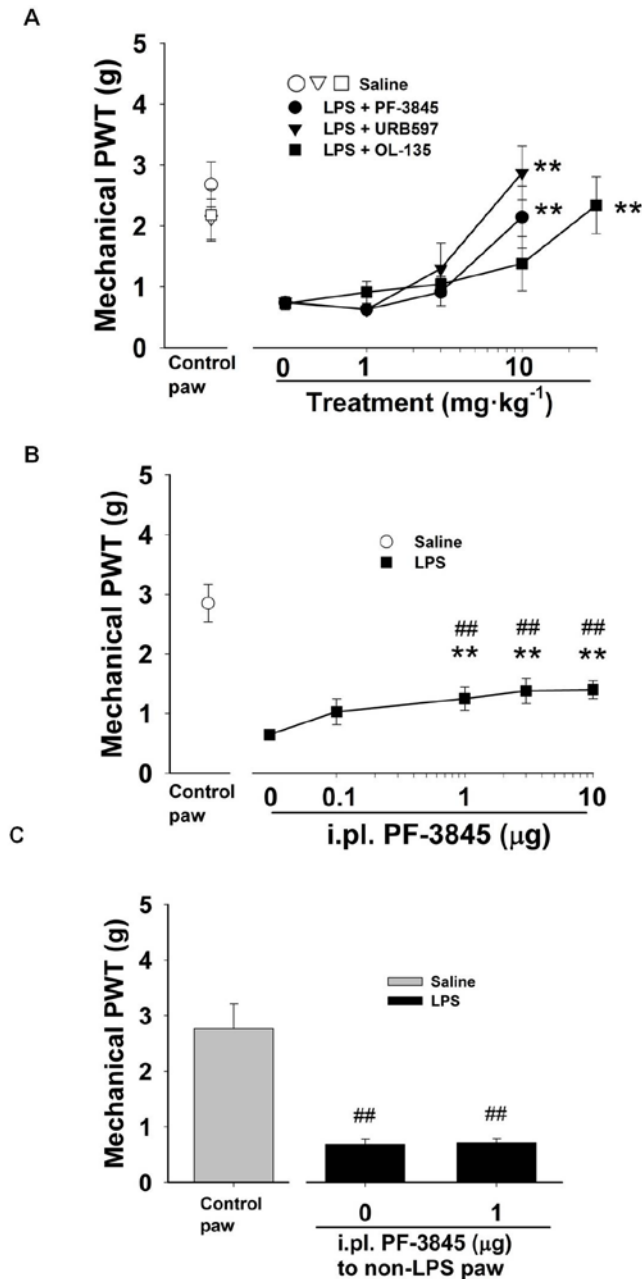 A
Mechanical PWT (g)
5
4
3
2
1
0
Saline
LPS + PF-3845
LPS + URB597
LPS + OL-135
**
**
**
Control
paw
0 1 10
Treatment (mg·kg⁻¹)
B
Mechanical PWT (g)
5
4
3
2
1
0
Saline
LPS
## ## ##
** ** **
Control
paw
0 0.1 1 10
i.pl. PF-3845 (µg)
C
Mechanical PWT (g)
5
4
3
2
1
0
Saline
LPS
## ##
Control
paw
0 1
i.pl. PF-3845 (µg)
to non-LPS paw